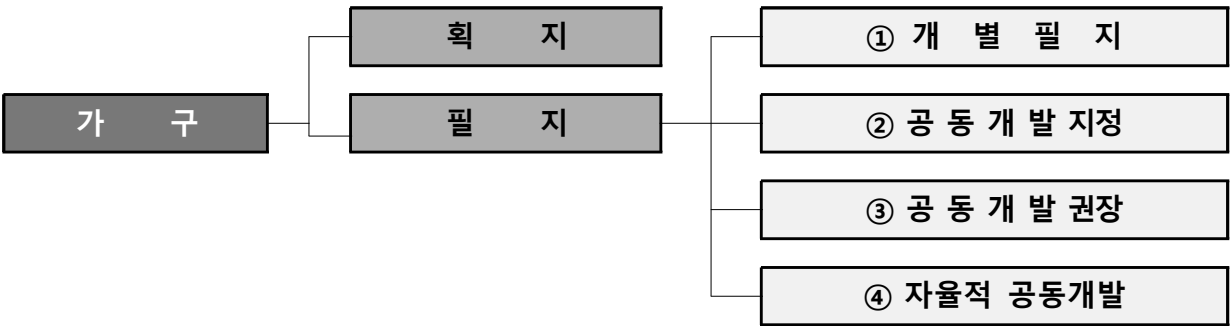 획 지
① 개 별 필 지
가 구
필 지
② 공 동 개 발 지정
③ 공 동 개 발 권장
④ 자율적 공동개발